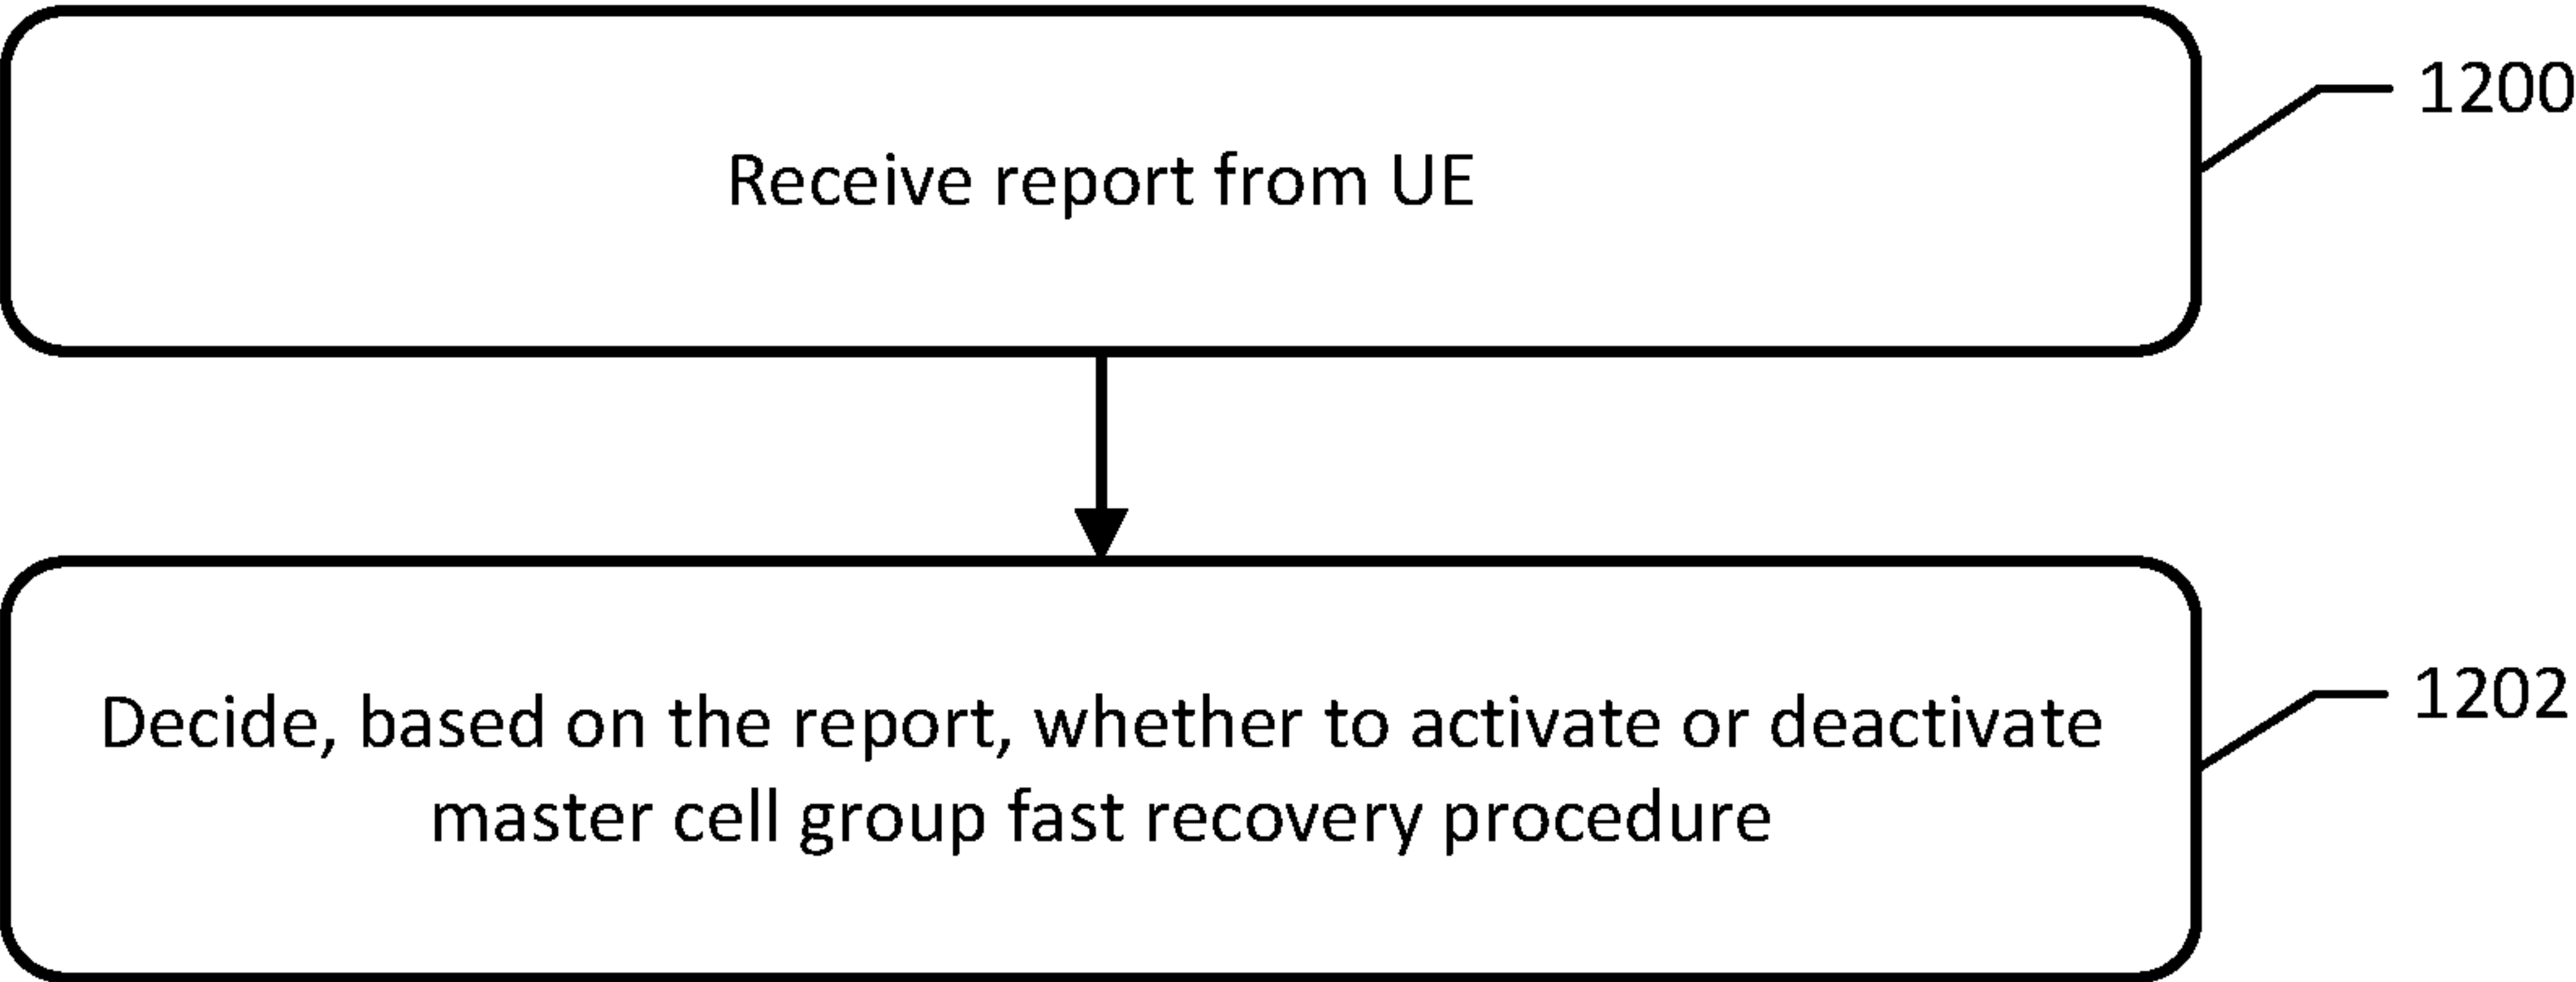 Receive report from UE
1200
Decide, based on the report, whether to activate or deactivate
master cell group fast recovery procedure
1202